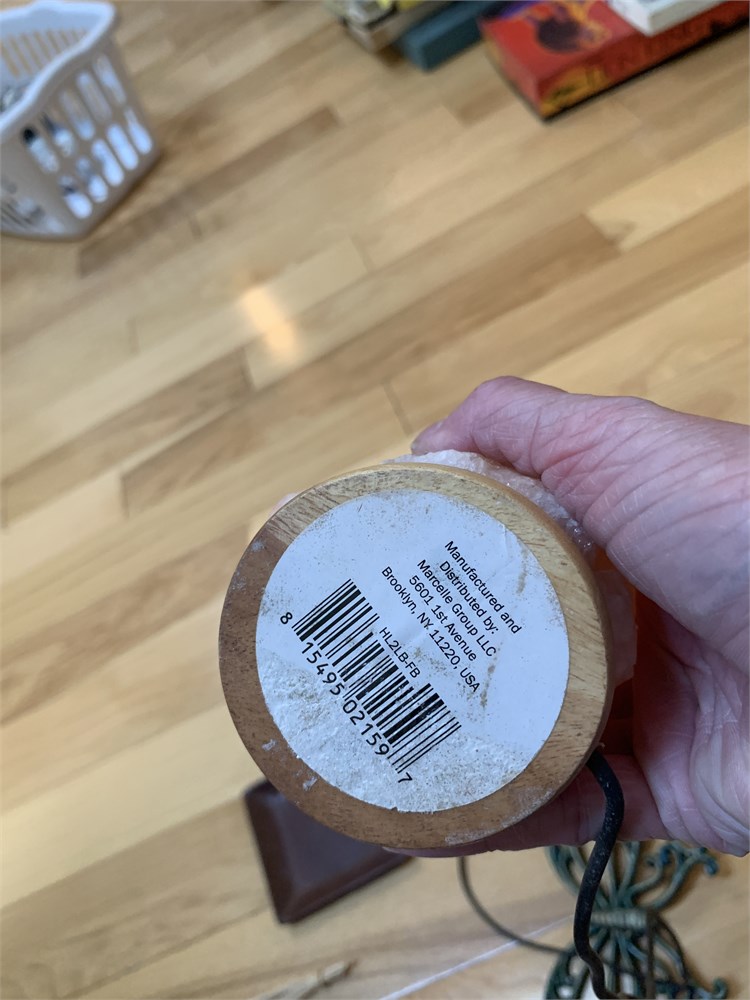 Manufactured and
Distributed by:
Marcelle Group LLC
5601 1st Avenue
Brooklyn, NY 11220, USA
HL2LB-FB
8 15495 02159 7